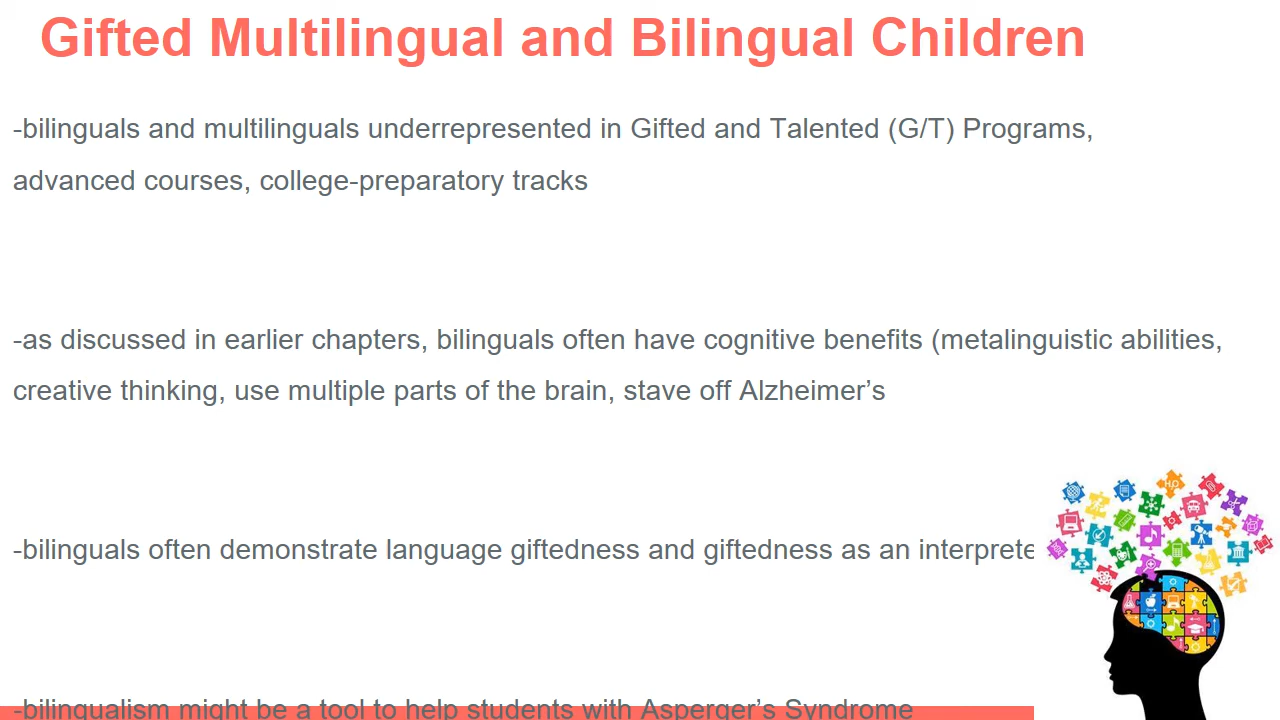 Gifted Multilingual and Bilingual Children
-bilinguals and multilinguals underrepresented in Gifted and Talented (G/T) Programs,
advanced courses, college-preparatory tracks
-as discussed in earlier chapters, bilinguals often have cognitive benefits (metalinguistic abilities,
creative thinking, use multiple parts of the brain, stave off Alzheimer’s
-bilinguals often demonstrate language giftedness and giftedness as an interprete
-bilingualism might be a tool to help students with Asperger’s Syndrome